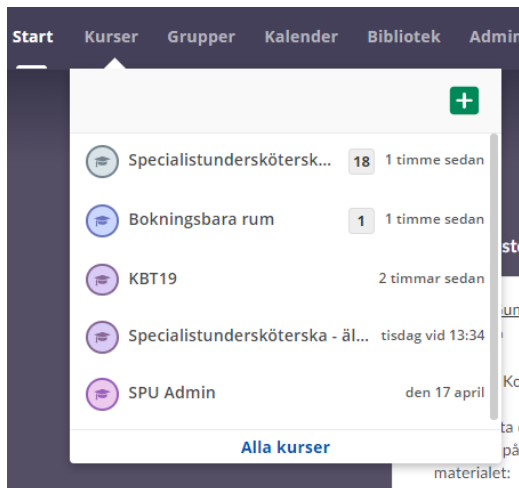 Start Kurser Grupper Kalender Bibliotek Admin
Specialistundersköterſk... 18 1 timme sedan
Bokningsbara rum 1 1 timme sedan
KBT19 2 timmar sedan
Specialistundersköterska - äl... tisdag vid 13:34
SPU Admin den 17 april
Alla kurser
materialet: